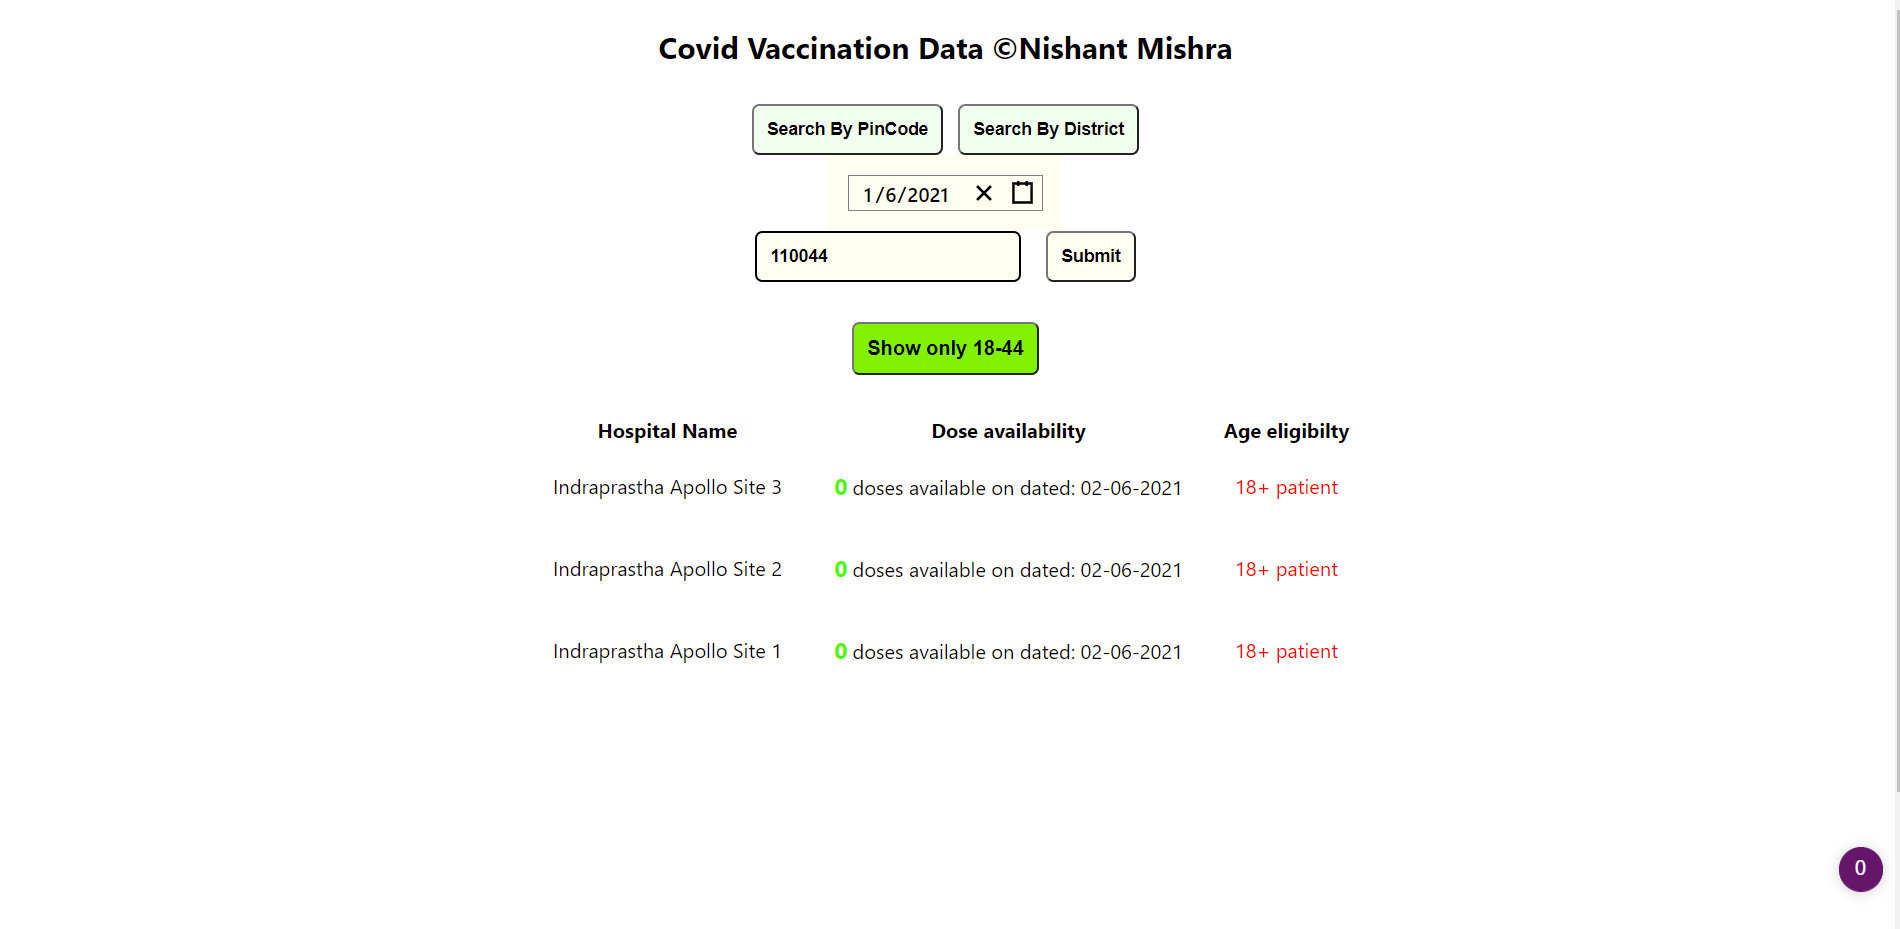 Covid Vaccination Data ©Nishant Mishra
Search By PinCode Search By District
1/6/2021
110044 Submit
Show only 18-44
Hospital Name Dose availability Age eligibilty
Indraprastha Apollo Site 3 0 doses available on dated: 02-06-2021 18+ patient
Indraprastha Apollo Site 2 0 doses available on dated: 02-06-2021 18+ patient
Indraprastha Apollo Site 1 0 doses available on dated: 02-06-2021 18+ patient
0